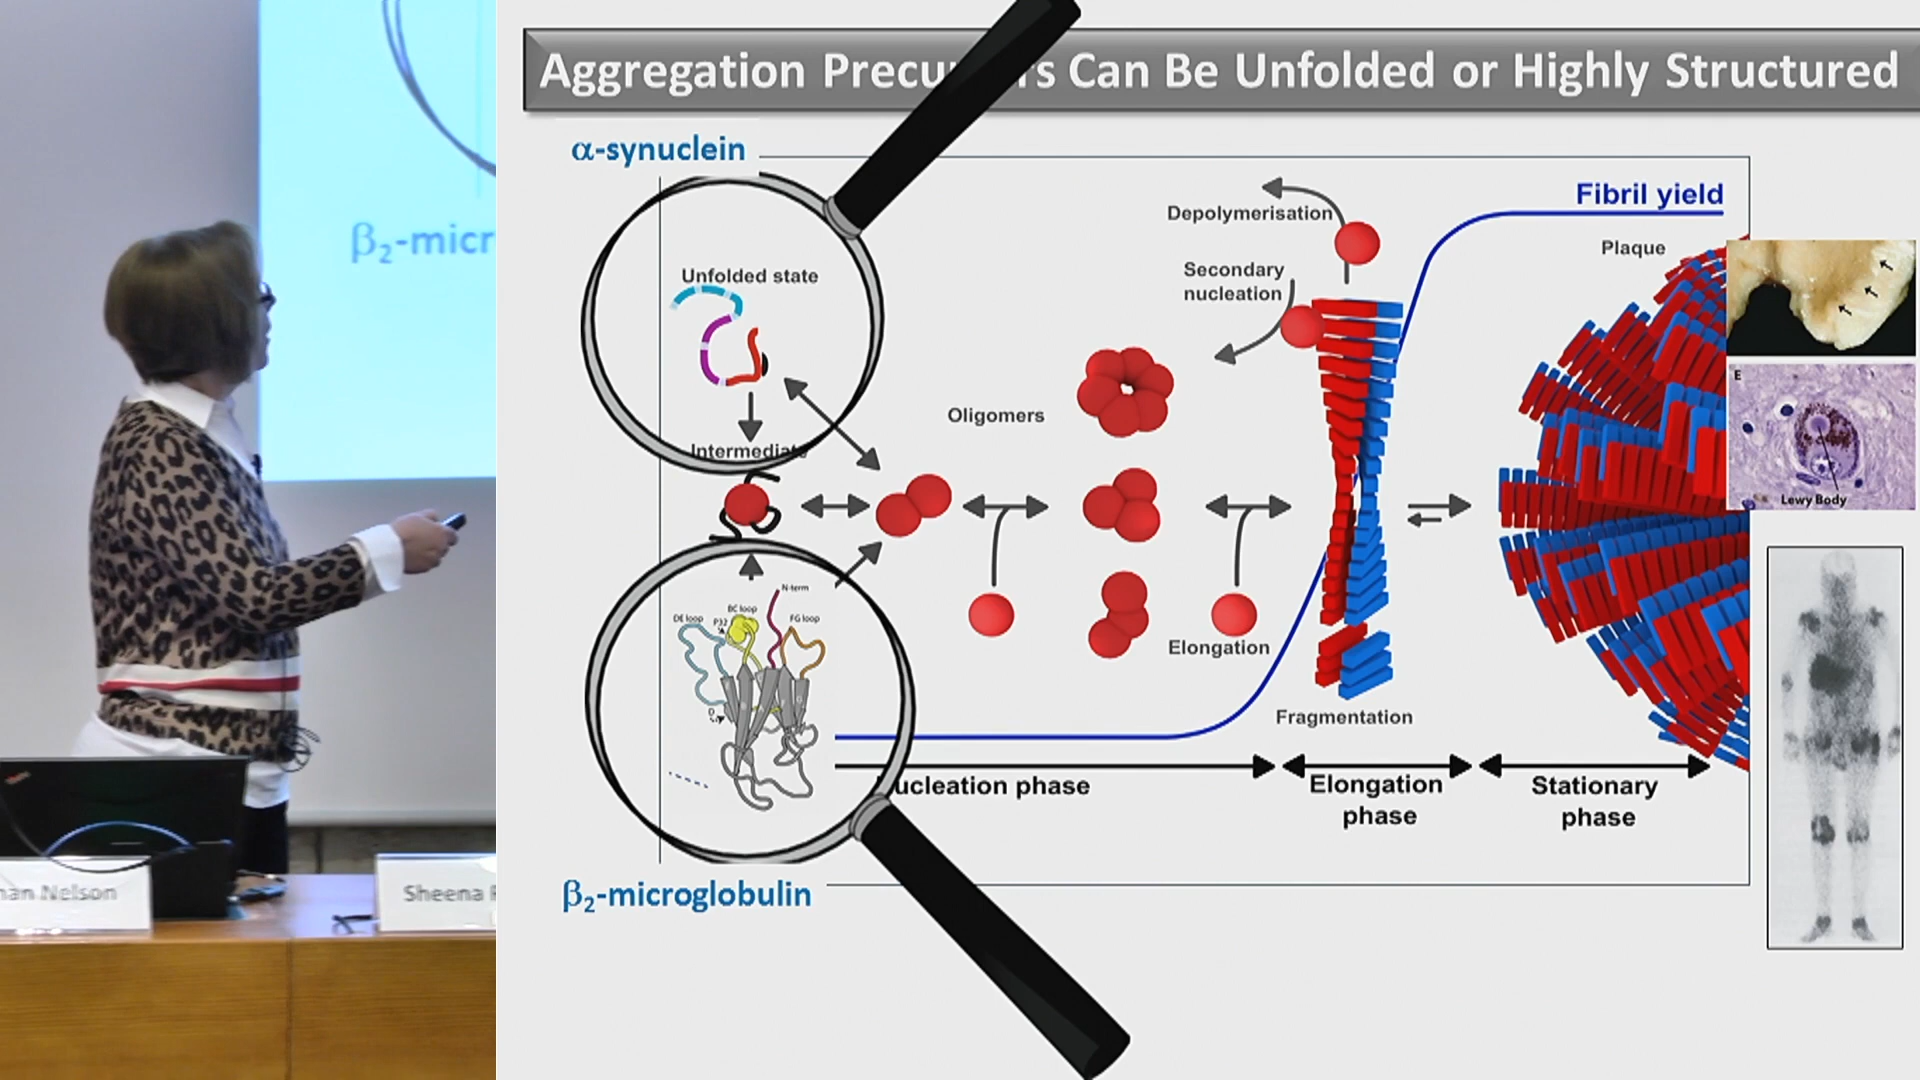 Aggregation Precu rs Can Be Unfolded or Highly Structured
α-synuclein
Fibril yield
Depolymerisation
Plaque
Secondary
nucleation
Unfolded state
E
Oligomers
Intermediate
Lewy Body
N-term
BC loop
DE loop
P32
FG loop
D
Elongation
Fragmentation
ucleation phase
Elongation
phase
Stationary
phase
β₂-microglobulin
β₂-micr
nan Nelson
Sheena